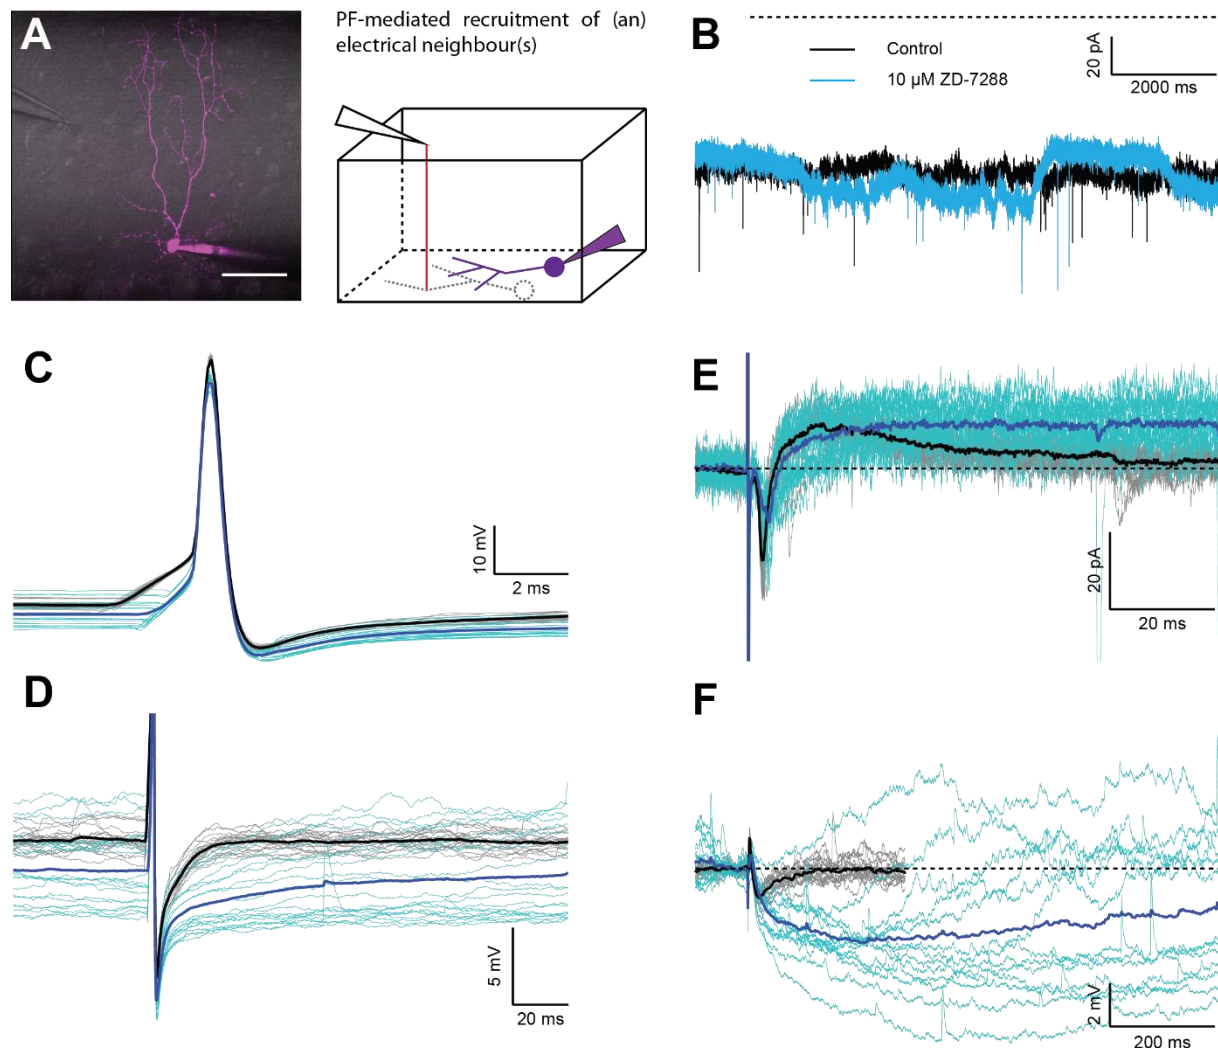 A
PF-mediated recruitment of (an)
electrical neighbour(s)
B
Control
10 µM ZD-7288
20 pA
2000 ms
C
10 mV
2 ms
E
20 pA
20 ms
D
5 mV
20 ms
F
2 mV
200 ms